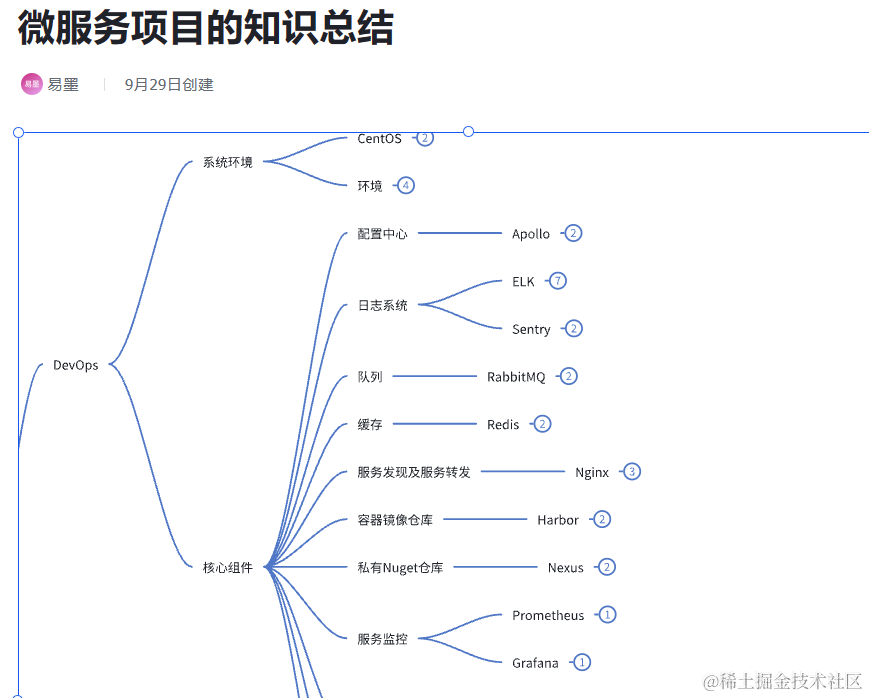 微服务项目的知识总结
易墨
易墨
9月29日创建
CentOS 2
系统环境
环境 4
配置中心 Apollo 2
ELK 7
日志系统
Sentry 2
DevOps
队列 RabbitMQ 2
缓存 Redis 2
服务发现及服务转发 Nginx 3
容器镜像仓库 Harbor 2
核心组件
私有Nuget仓库 Nexus 2
Prometheus 1
服务监控
Grafana 1
@稀土掘金技术社区